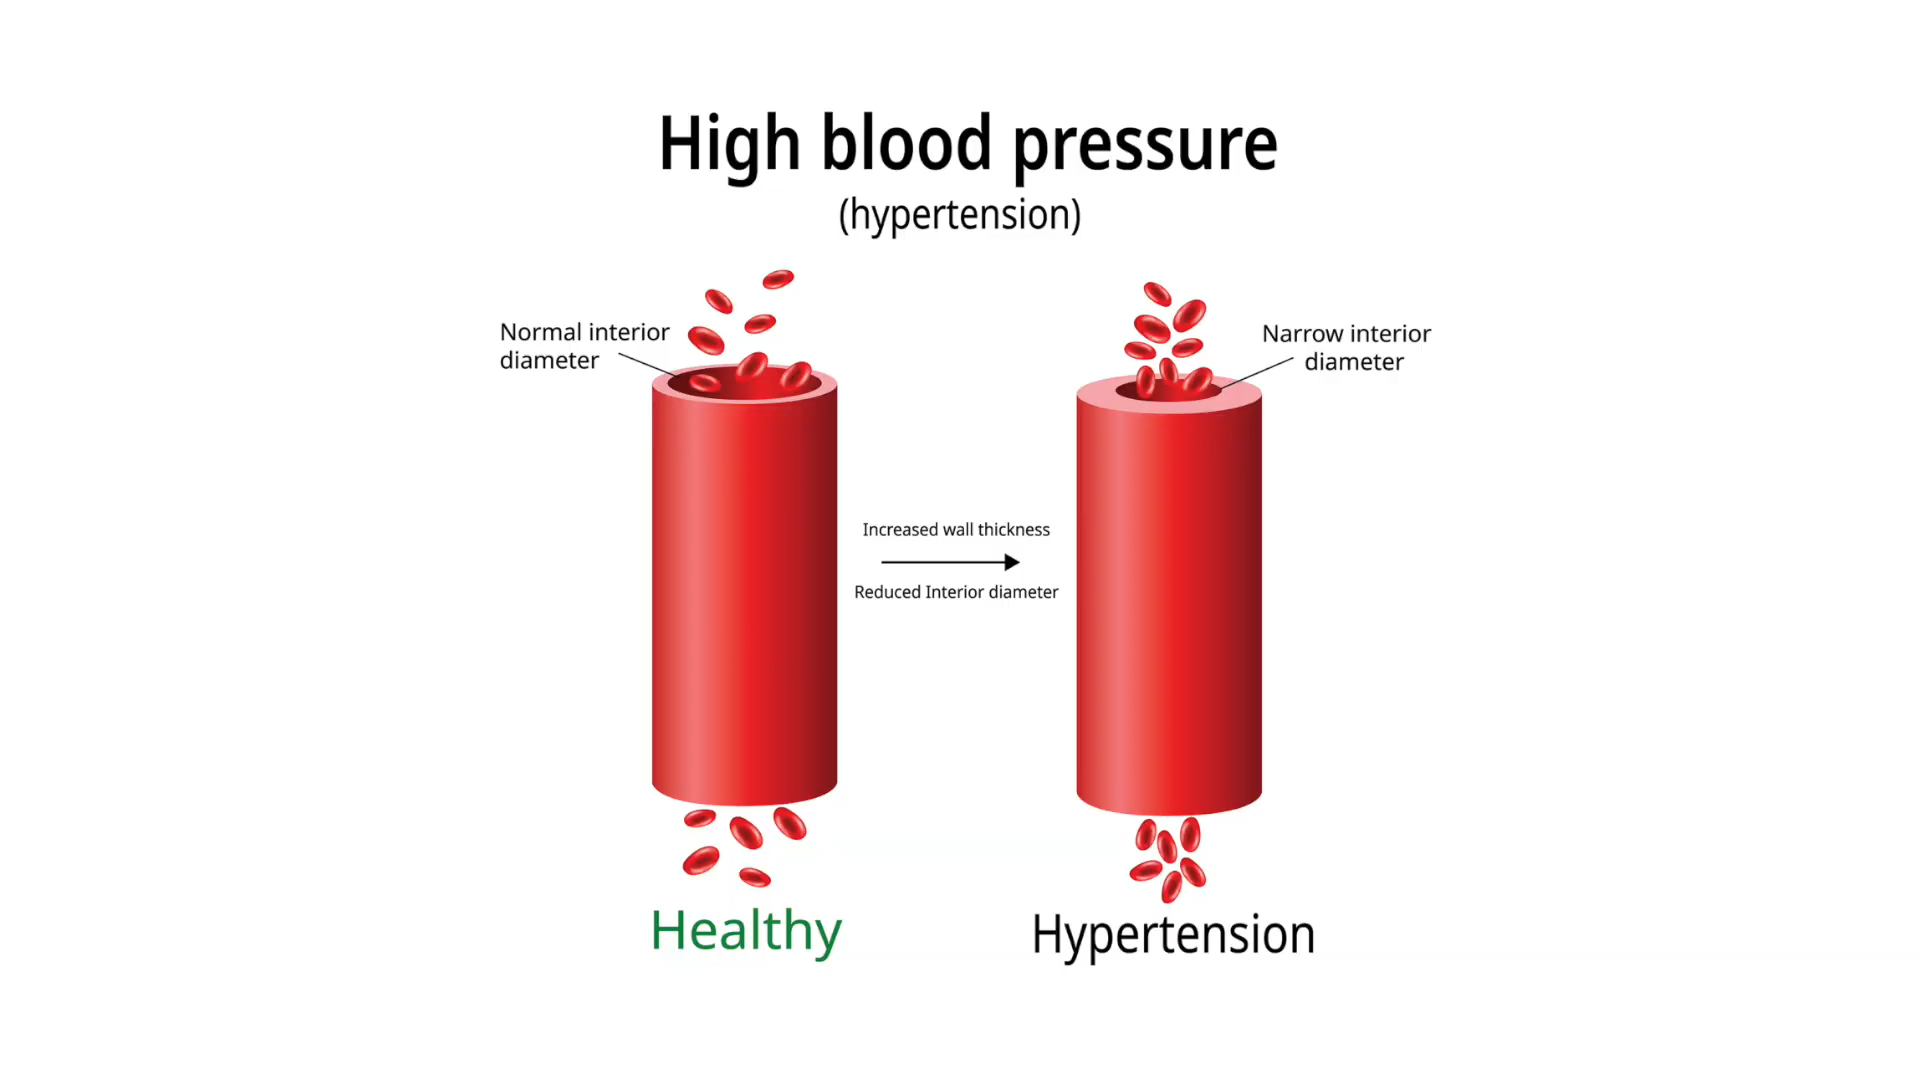 High blood pressure
(hypertension)
Normal interior
diameter
Narrow interior
diameter
Increased wall thickness
Reduced Interior diameter
Healthy
Hypertension